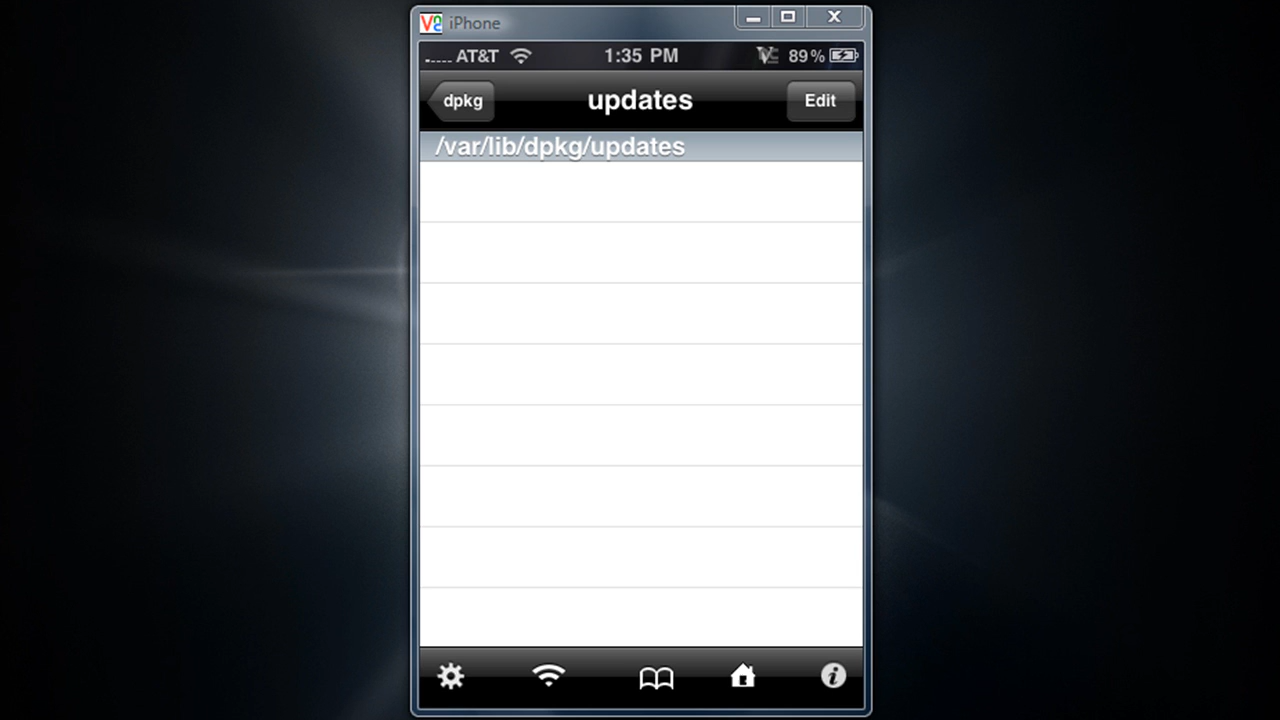 iPhone
AT&T 1:35 PM 89%
dpkg updates Edit
/var/lib/dpkg/updates